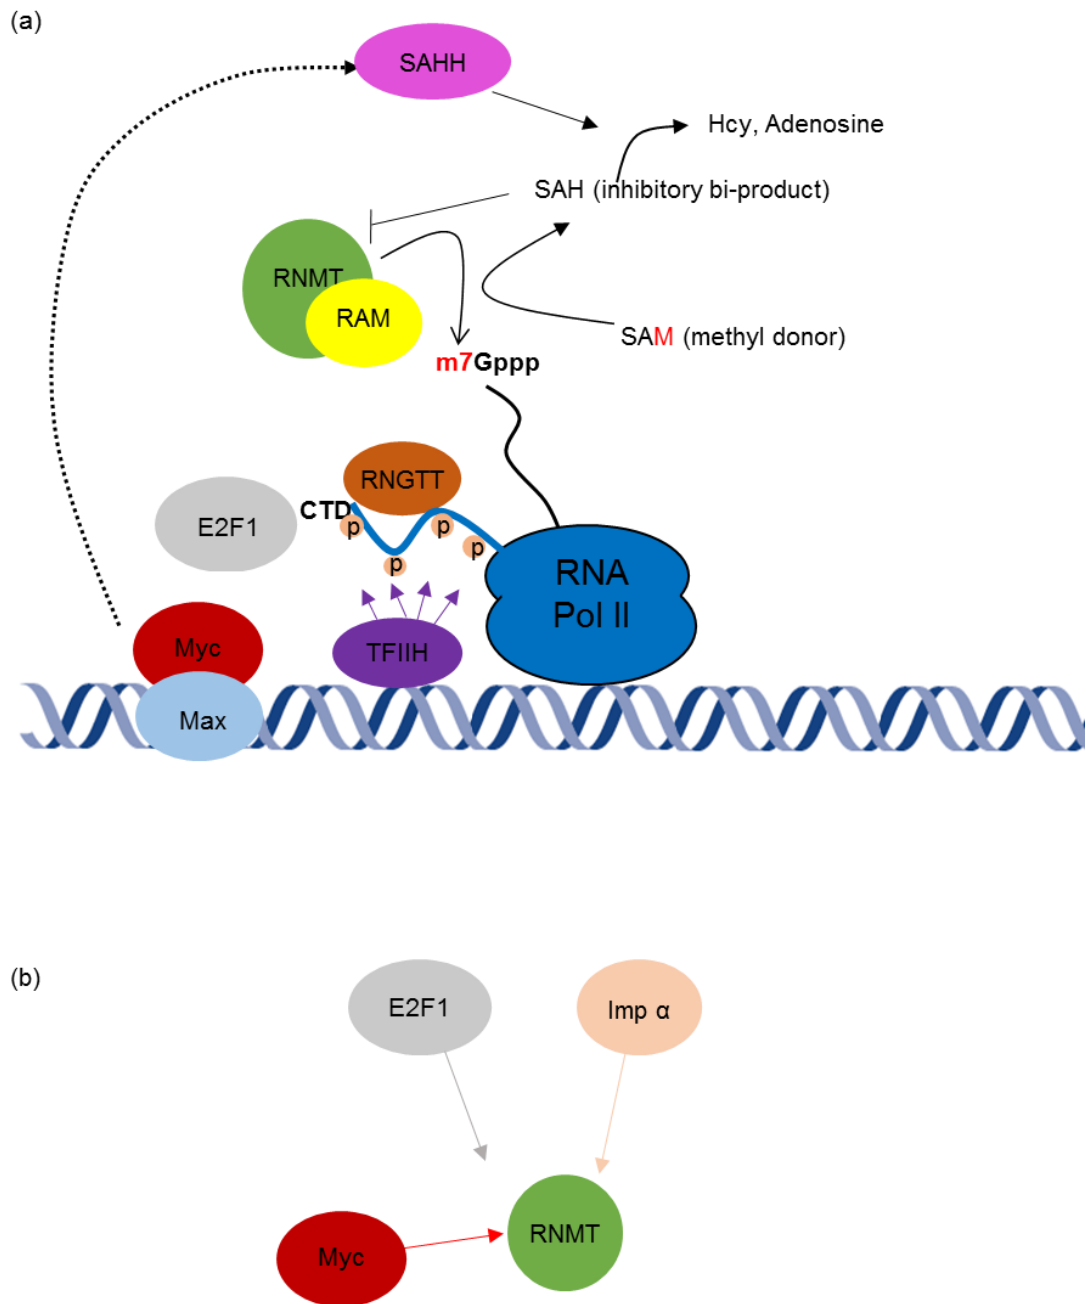 (a)
SAHH
Hcy, Adenosine
SAH (inhibitory bi-product)
RNMT
RAM
SAM (methyl donor)
m7Gppp
RNGTT
CTD
E2F1
p
p
p
p
RNA
Pol II
Myc
TFIIH
Max
(b)
E2F1
Imp α
RNMT
Myc